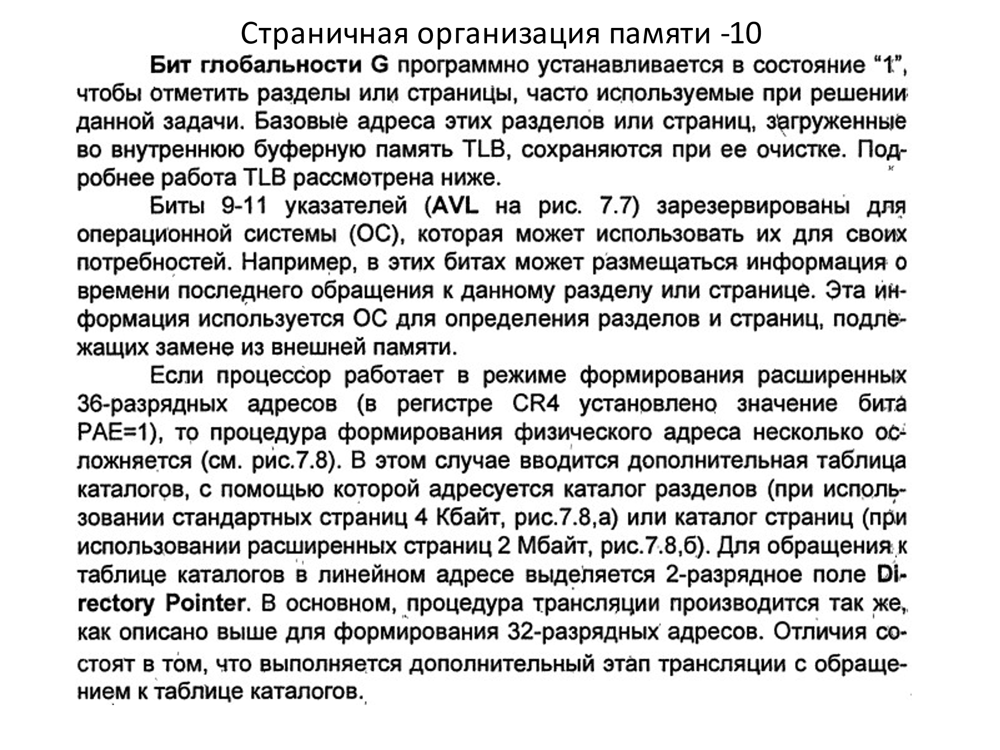 Страничная организация памяти -10
Бит глобальности G программно устанавливается в состояние “1”,
чтобы отметить разделы или страницы, часто используемые при решении
данной задачи. Базовые адреса этих разделов или страниц, загруженные
во внутреннюю буферную память TLB, сохраняются при ее очистке. Под-
робнее работа TLB рассмотрена ниже.
Биты 9-11 указателей (AVL на рис. 7.7) зарезервированы для
операционной системы (ОС), которая может использовать их для своих
потребностей. Например, в этих битах может размещаться информация о
времени последнего обращения к данному разделу или странице. Эта ин-
формация используется ОС для определения разделов и страниц, подле-
жащих замене из внешней памяти.
Если процессор работает в режиме формирования расширенных
36-разрядных адресов (в регистре CR4 установлено значение бита
PAE=1), то процедура формирования физического адреса несколько ос-
ложняется (см. рис.7.8). В этом случае вводится дополнительная таблица
каталогов, с помощью которой адресуется каталог разделов (при исполь-
зовании стандартных страниц 4 Кбайт, рис.7.8,а) или каталог страниц (при
использовании расширенных страниц 2 Мбайт, рис.7.8,б). Для обращения к
таблице каталогов в линейном адресе выделяется 2-разрядное поле Di-
rectory Pointer. В основном, процедура трансляции производится так же,
как описано выше для формирования 32-разрядных адресов. Отличия со-
стоят в том, что выполняется дополнительный этап трансляции с обраще-
нием к таблице каталогов.